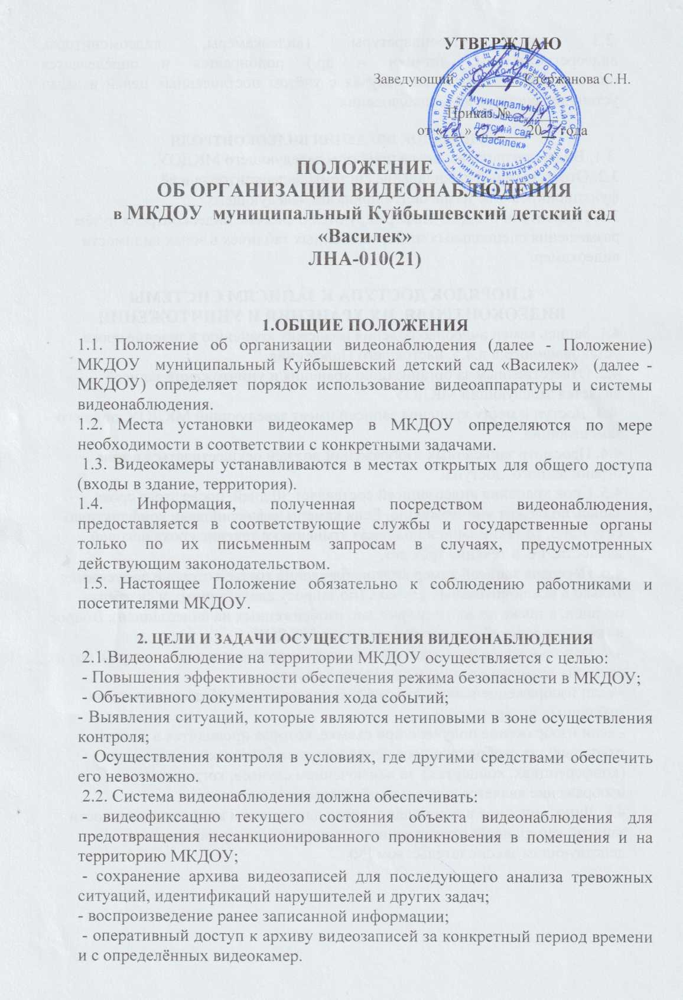 УТВЕРЖДАЮ
Заведующий Стержанова С.Н.
Приказ №
от « » 20 года
муниципальный
Куйбышевский
детский сад
«Василек»
ПОЛОЖЕНИЕ
ОБ ОРГАНИЗАЦИИ ВИДЕОНАБЛЮДЕНИЯ
в МКДОУ муниципальный Куйбышевский детский сад
«Василек»
ЛНА-010(21)
1.ОБЩИЕ ПОЛОЖЕНИЯ
1.1. Положение об организации видеонаблюдения (далее - Положение)
МКДОУ муниципальный Куйбышевский детский сад «Василек» (далее -
МКДОУ) определяет порядок использование видеоаппаратуры и системы
видеонаблюдения.
1.2. Места установки видеокамер в МКДОУ определяются по мере
необходимости в соответствии с конкретными задачами.
1.3. Видеокамеры устанавливаются в местах открытых для общего доступа
(входы в здание, территория).
1.4. Информация, полученная посредством видеонаблюдения,
предоставляется в соответствующие службы и государственные органы
только по их письменным запросам в случаях, предусмотренных
действующим законодательством.
1.5. Настоящее Положение обязательно к соблюдению работниками и
посетителями МКДОУ.
2. ЦЕЛИ И ЗАДАЧИ ОСУЩЕСТВЛЕНИЯ ВИДЕОНАБЛЮДЕНИЯ
2.1.Видеонаблюдение на территории МКДОУ осуществляется с целью:
- Повышения эффективности обеспечения режима безопасности в МКДОУ;
- Объективного документирования хода событий;
- Выявления ситуаций, которые являются нетиповыми в зоне осуществления
контроля;
- Осуществления контроля в условиях, где другими средствами обеспечить
его невозможно.
2.2. Система видеонаблюдения должна обеспечивать:
видеофиксацню текущего состояния объекта видеонаблюдения для
предотвращения несанкционированного проникновения в помещения и на
территорию МКДОУ;
- сохранение архива видеозаписей для последующего анализа тревожных
ситуаций, идентификаций нарушителей и других задач;
- воспроизведение ранее записанной информации;
- оперативный доступ к архиву видеозаписей за конкретный период времени
и с определённых видеокамер.